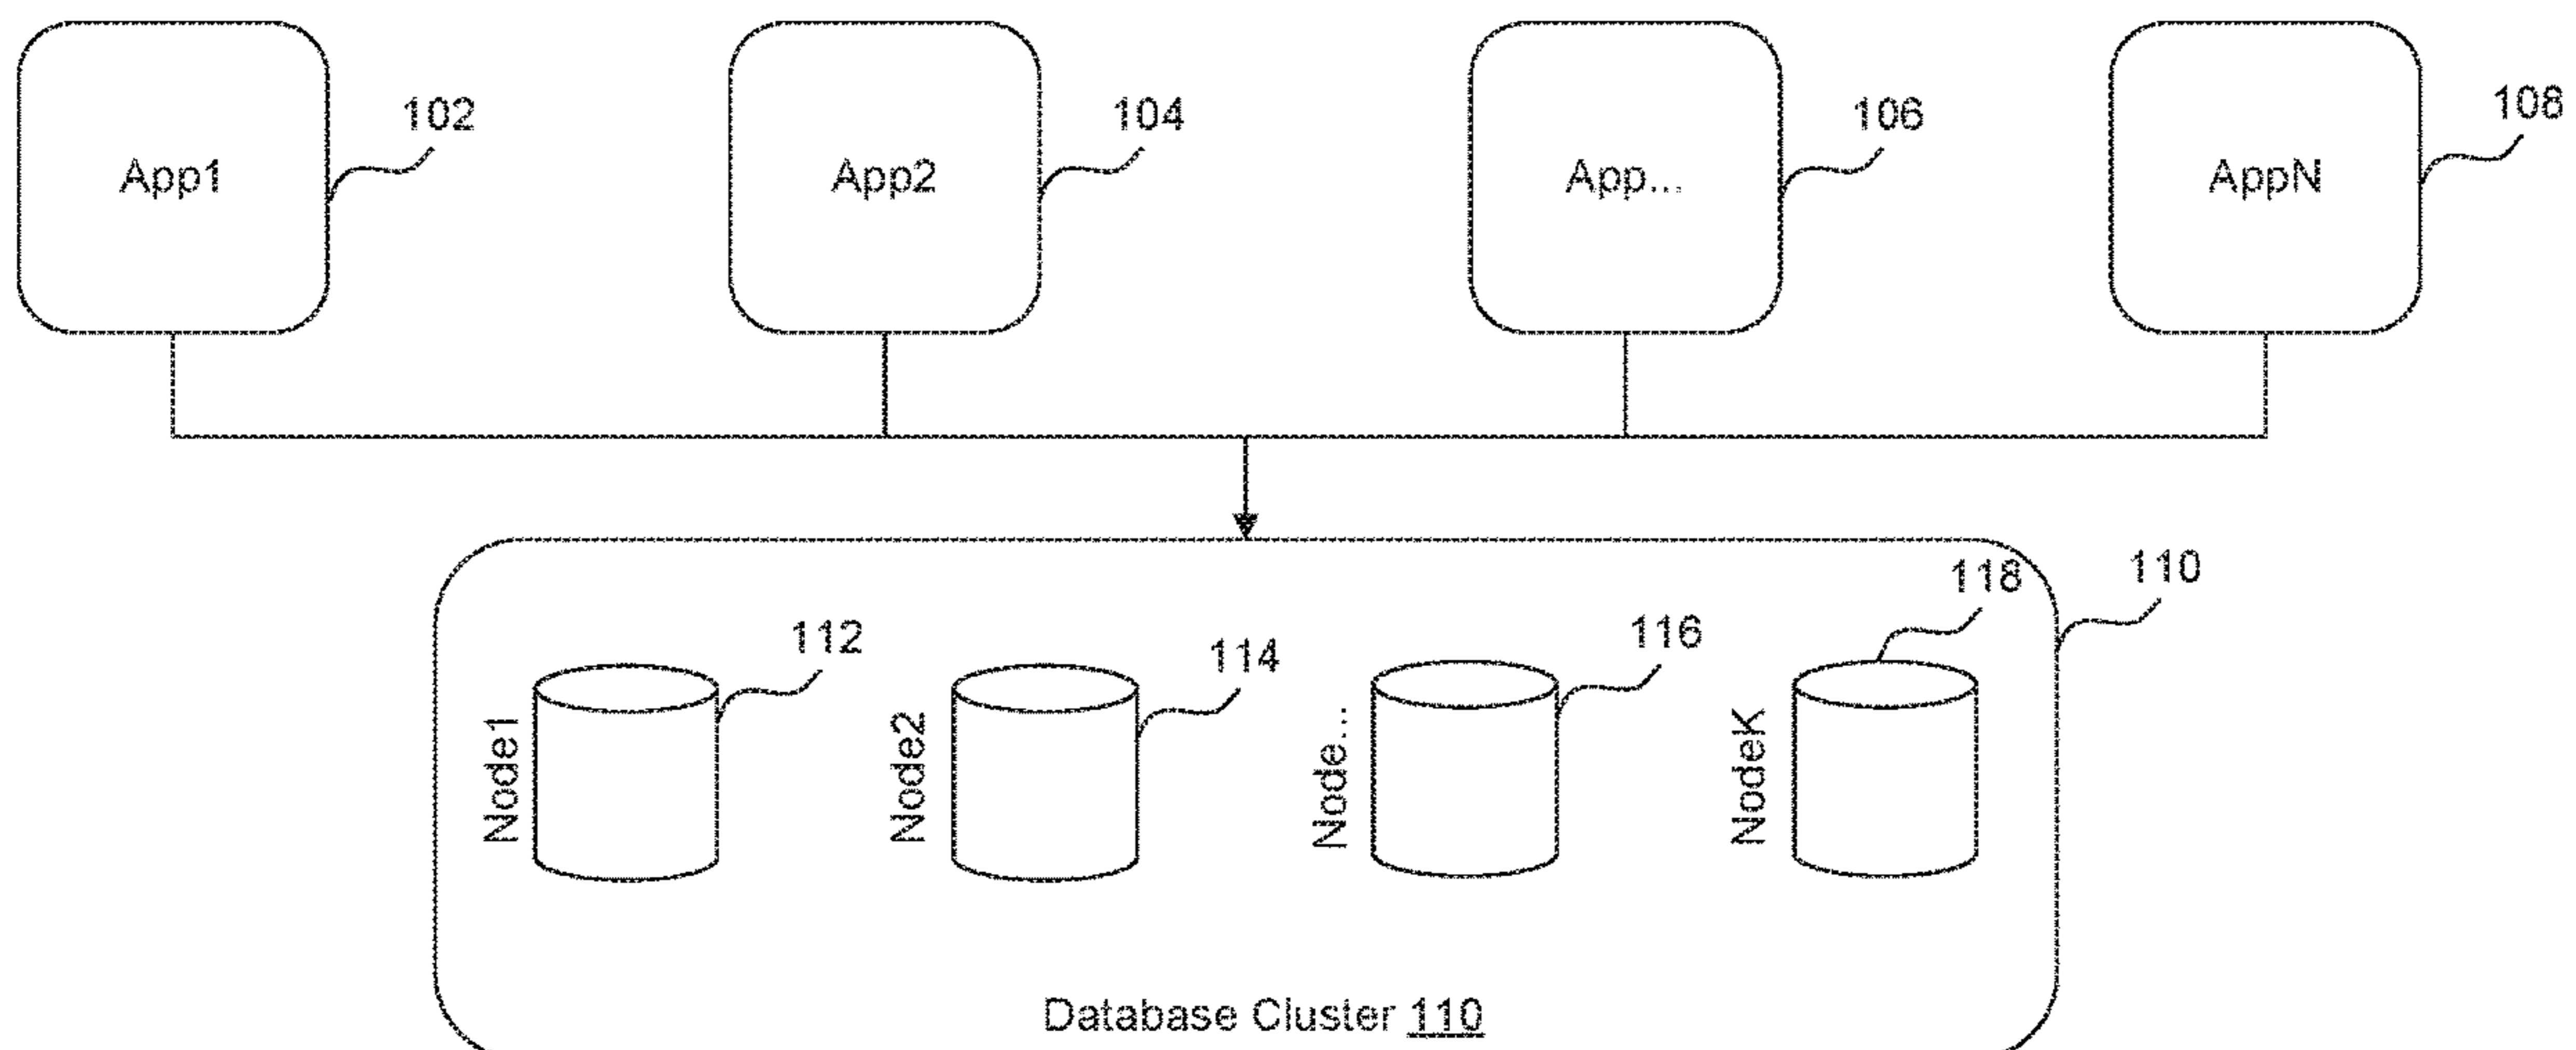 102
104
106
108
App1
App2
App...
AppN
110
118
112
114
116
Node1
Node2
Node...
NodeK
Database Cluster 110